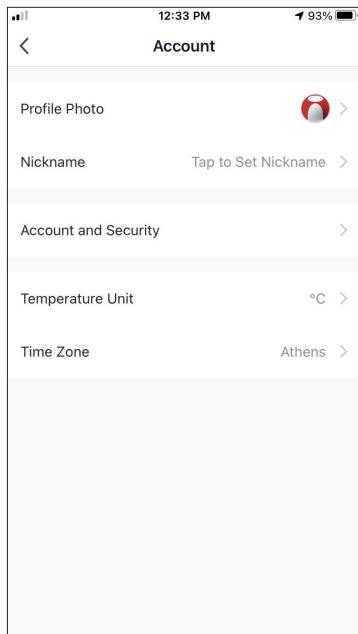 12:33 PM 93%
Account
Profile Photo
Nickname Tap to Set Nickname
Account and Security
Temperature Unit °C
Time Zone Athens